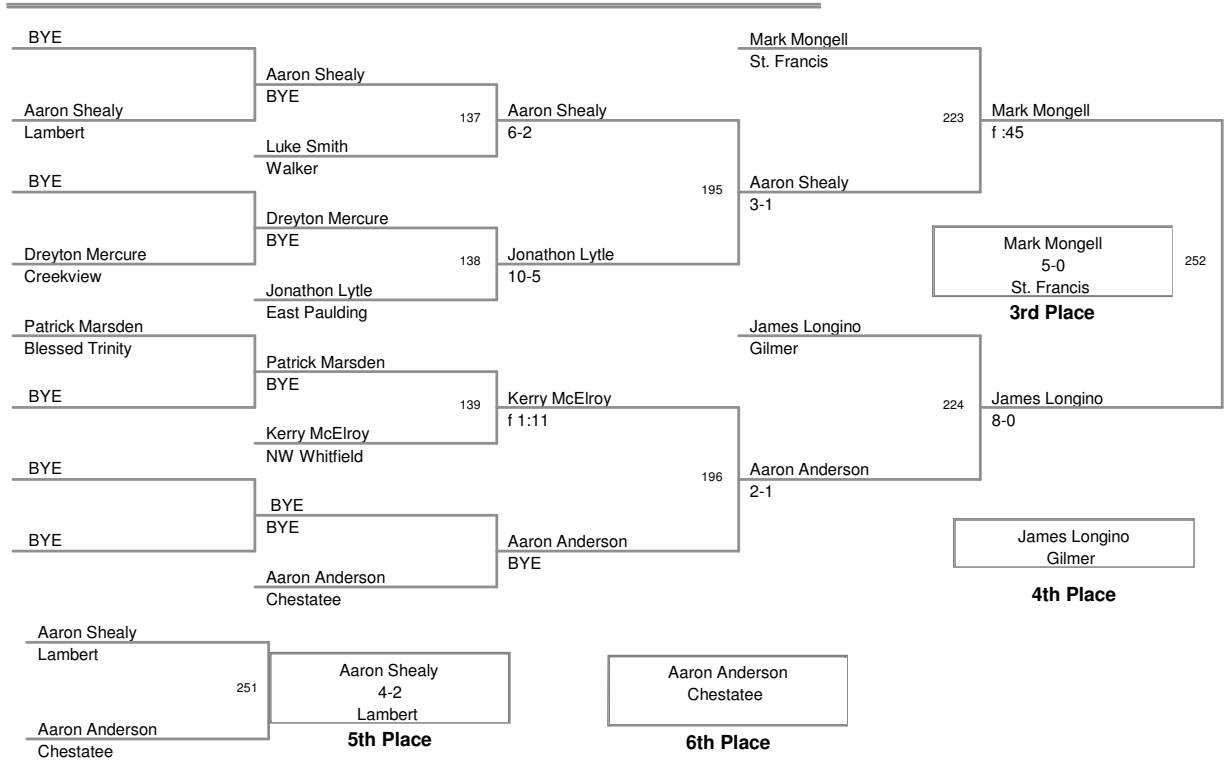 BYE
Aaron Shealy
Lambert
BYE
Dreyton Mercure
Creekview
Patrick Marsden
Blessed Trinity
BYE
BYE
BYE
Aaron Shealy
BYE
137
Luke Smith
Walker
Dreyton Mercure
BYE
138
Jonathon Lytle
East Paulding
Patrick Marsden
BYE
139
Kerry McElroy
NW Whitfield
BYE
BYE
Aaron Anderson
Chestatee
Aaron Shealy
6-2
195
Jonathon Lytle
10-5
Kerry McElroy
f 1:11
196
Aaron Anderson
BYE
Mark Mongell
St. Francis
223
Aaron Shealy
3-1
James Longino
Gilmer
224
Aaron Anderson
2-1
Mark Mongell
f :45
Mark Mongell
5-0
St. Francis
252
3rd Place
James Longino
8-0
James Longino
Gilmer
4th Place
Aaron Shealy
Lambert
251
Aaron Anderson
Chestatee
Aaron Shealy
4-2
Lambert
5th Place
Aaron Anderson
Chestatee
6th Place